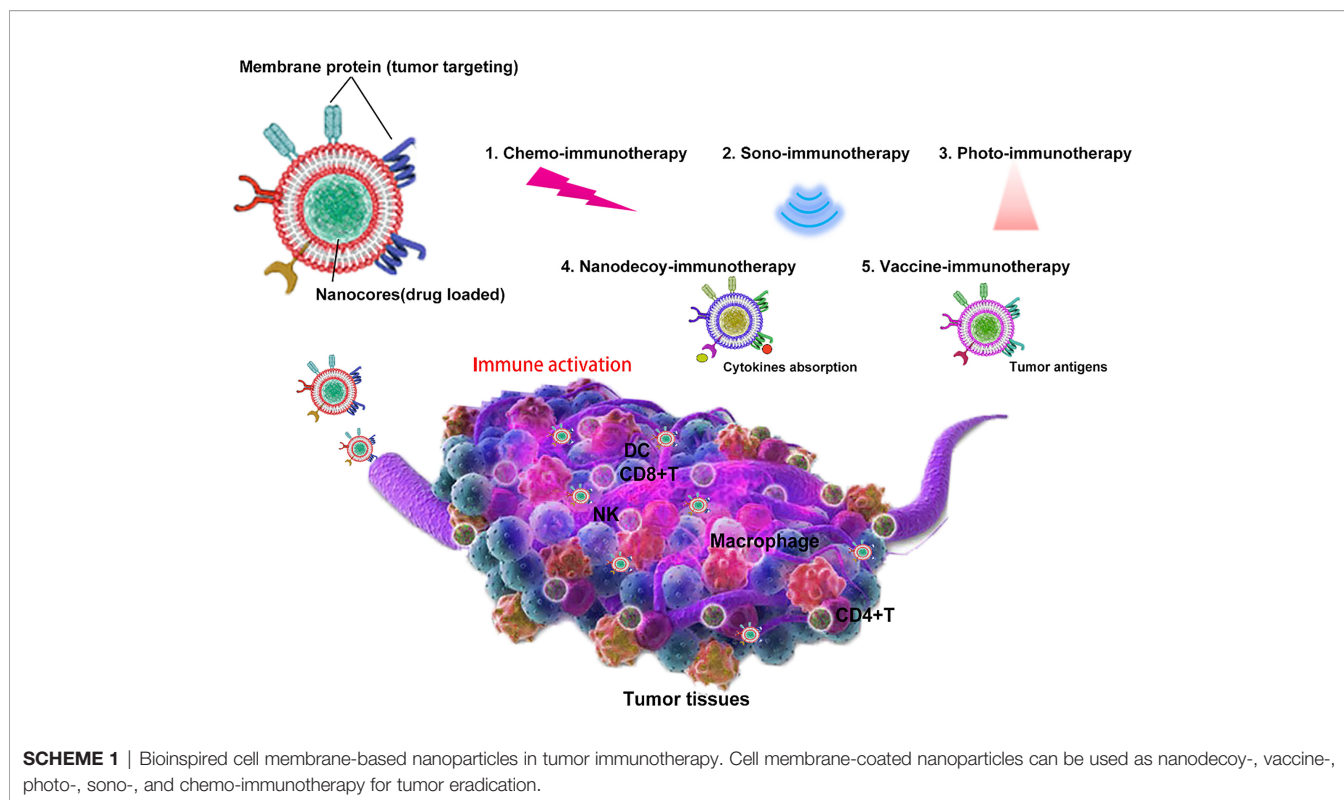 Membrane protein (tumor targeting)
1. Chemo-immunotherapy
2. Sono-immunotherapy
3. Photo-immunotherapy
Nanocores(drug loaded)
4. Nanodecoy-immunotherapy
5. Vaccine-immunotherapy
Cytokines absorption
Tumor antigens
Immune activation
DC
CD8+T
NK
Macrophage
CD4+T
Tumor tissues
SCHEME 1 | Bioinspired cell membrane-based nanoparticles in tumor immunotherapy. Cell membrane-coated nanoparticles can be used as nanodecoy-, vaccine-,
photo-, sono-, and chemo-immunotherapy for tumor eradication.